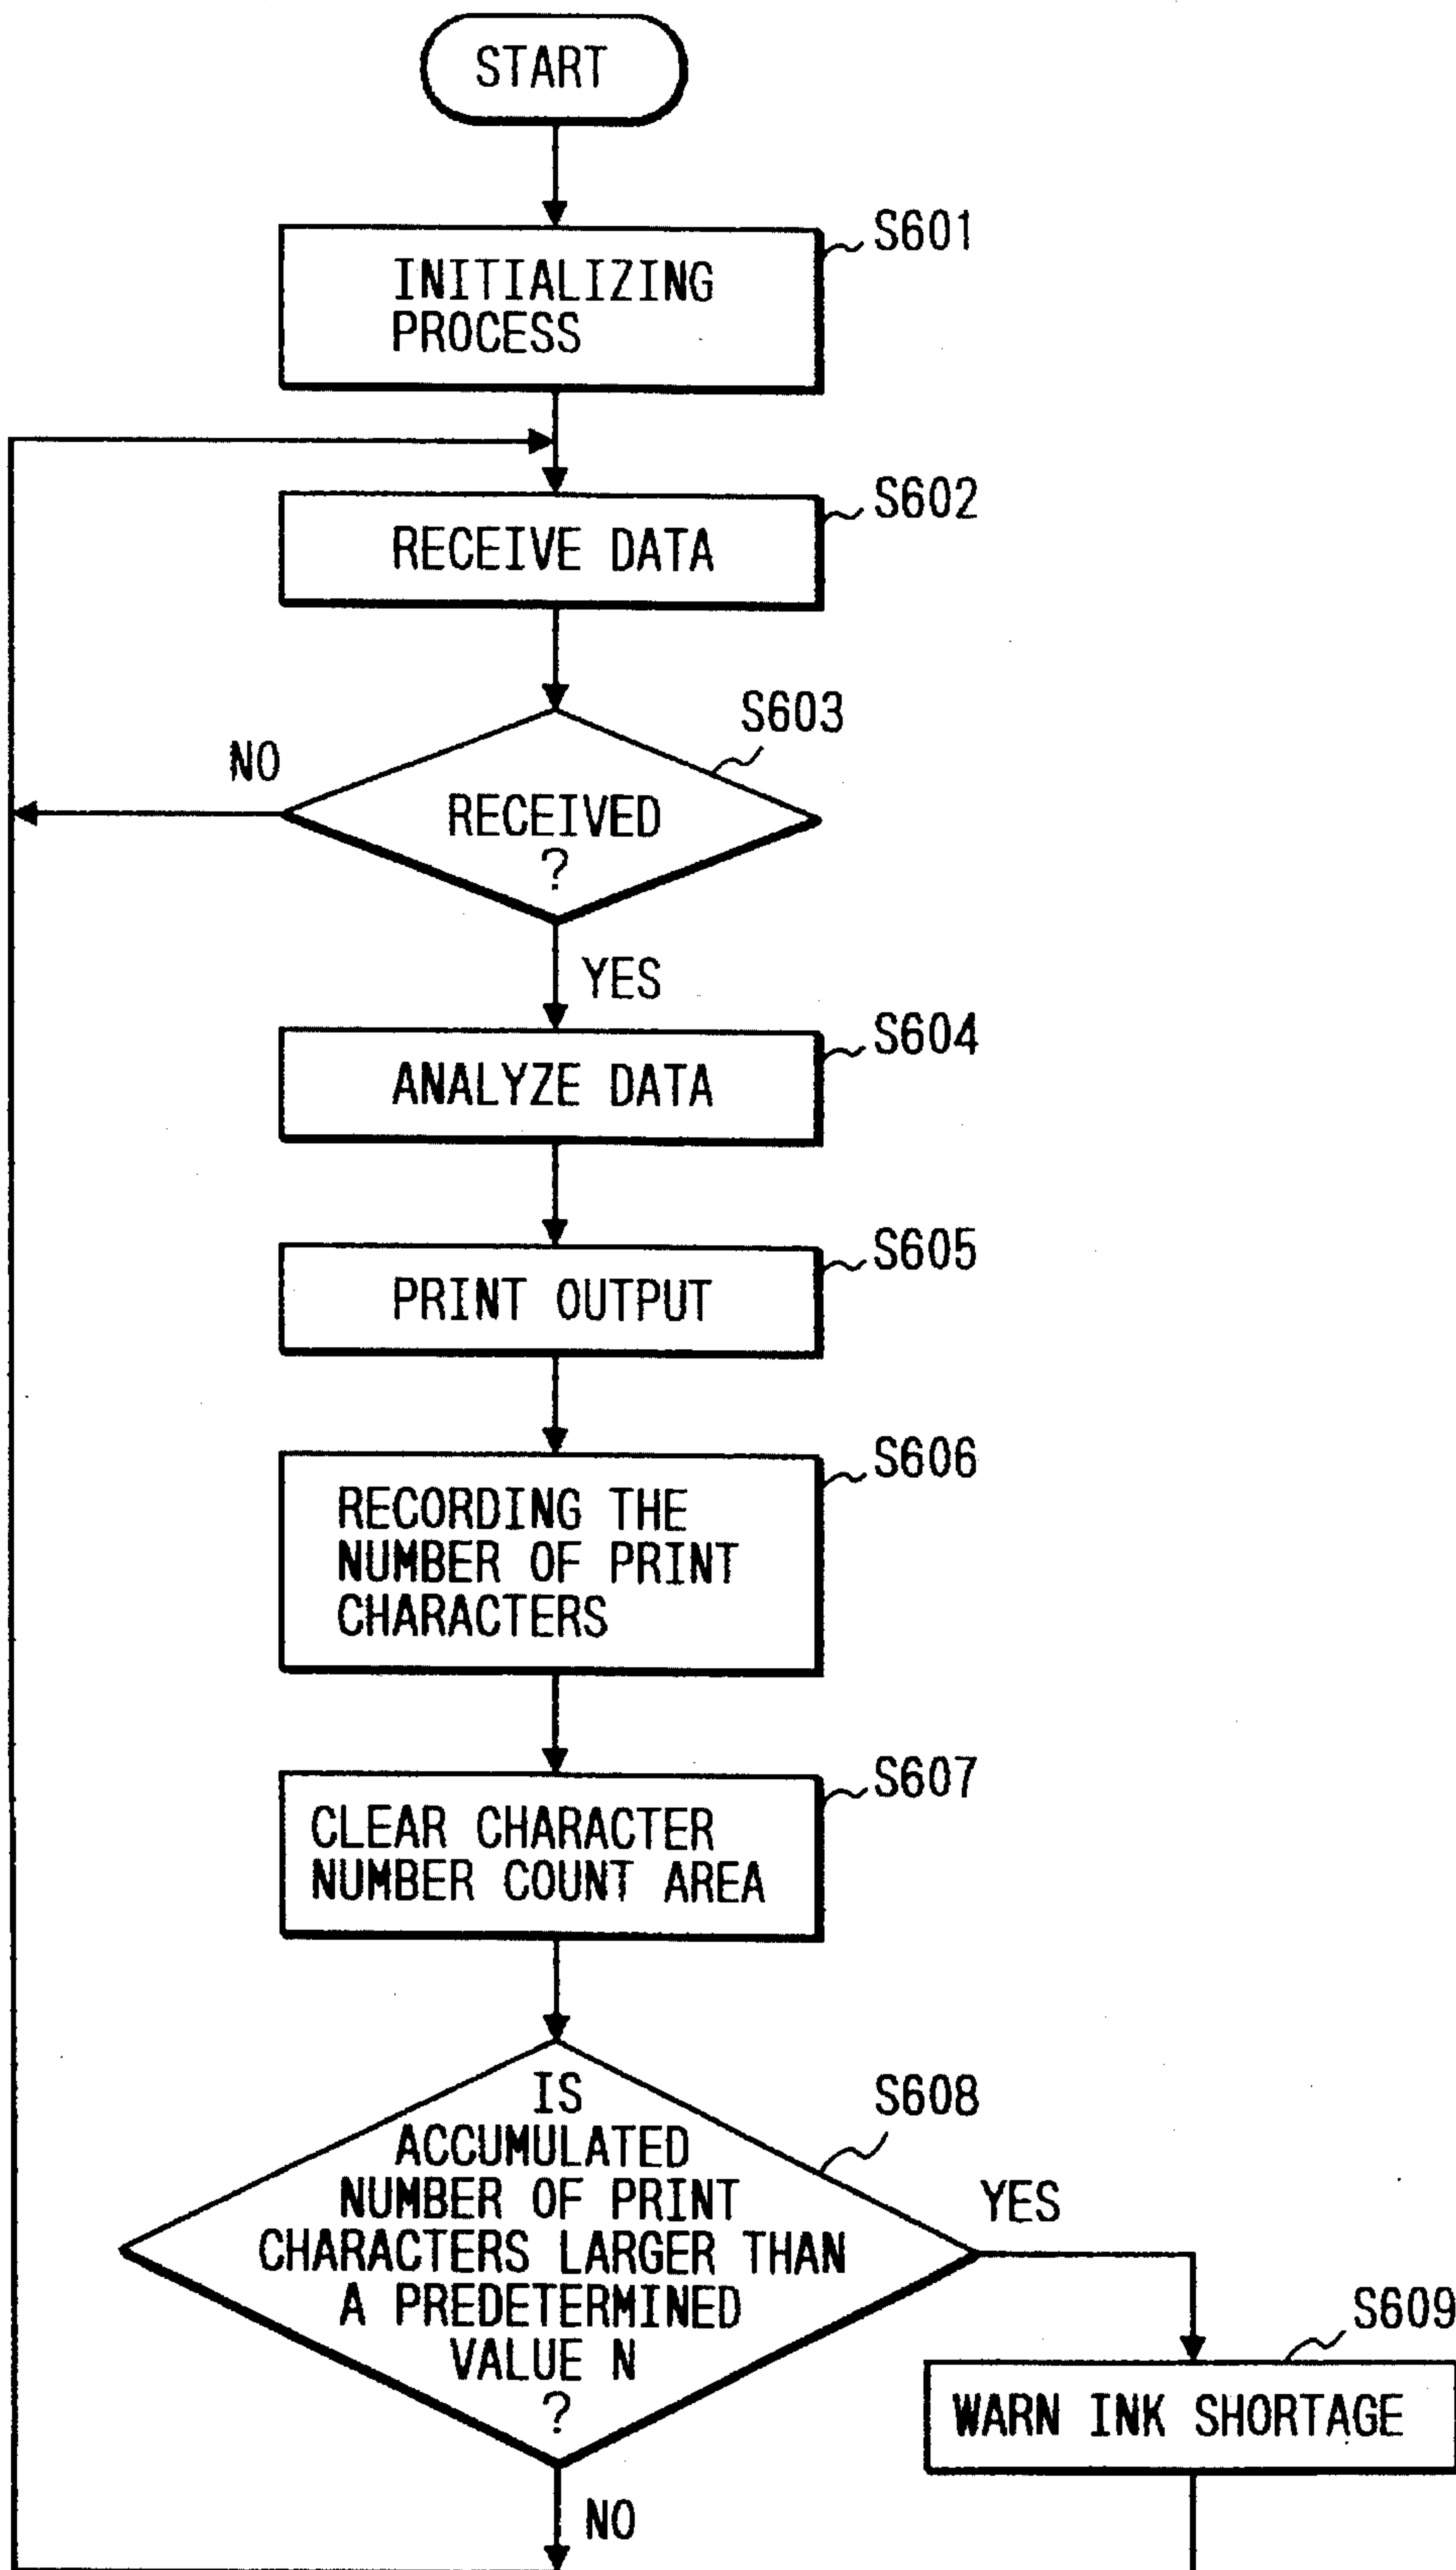 START
S601
INITIALIZING
PROCESS
S602
RECEIVE DATA
S603
NO
RECEIVED
?
YES
S604
ANALYZE DATA
S605
PRINT OUTPUT
S606
RECORDING THE
NUMBER OF PRINT
CHARACTERS
S607
CLEAR CHARACTER
NUMBER COUNT AREA
S608
IS
ACCUMULATED
NUMBER OF PRINT
CHARACTERS LARGER THAN
A PREDETERMINED
VALUE N
?
YES
S609
WARN INK SHORTAGE
NO